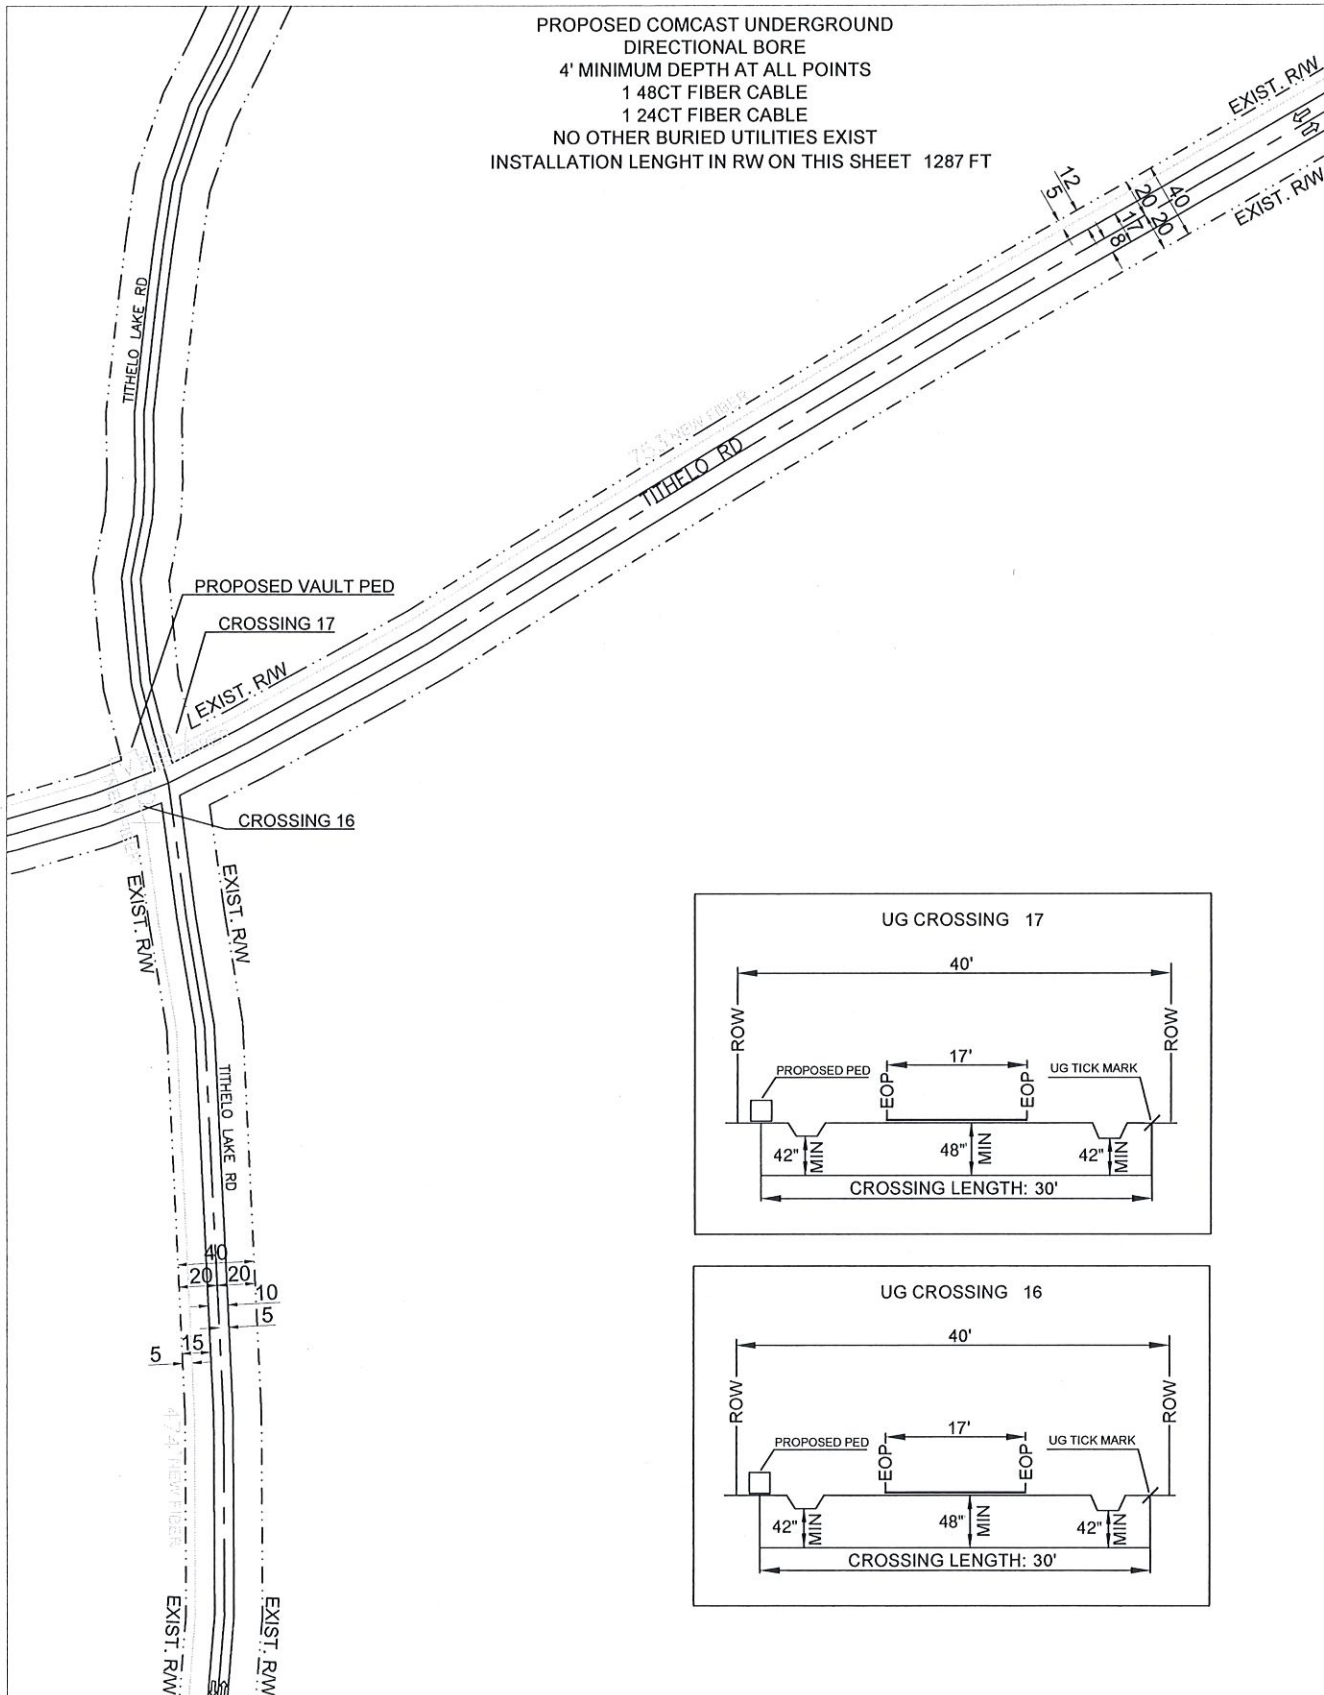 PROPOSED COMCAST UNDERGROUND
DIRECTIONAL BORE
4' MINIMUM DEPTH AT ALL POINTS
1 48CT FIBER CABLE
1 24CT FIBER CABLE
NO OTHER BURIED UTILITIES EXIST
INSTALLATION LENGHT IN RW ON THIS SHEET 1287 FT
EXIST. R/W
EXIST. R/W
12
5
40
20
17
20
8
TITHELO LAKE RD
753' NEW FIBER
TITHELO RD
PROPOSED VAULT PED
CROSSING 17
EXIST. R/W
CROSSING 16
EXIST. R/W
EXIST. R/W
TITHELO LAKE RD
40
20
20
10
5
15
5
474' NEW FIBER
EXIST. R/W
EXIST. R/W
UG CROSSING 17
40'
ROW
ROW
17'
PROPOSED PED
EOP
EOP
UG TICK MARK
42"
MIN
48"
MIN
42"
MIN
CROSSING LENGTH: 30'
UG CROSSING 16
40'
ROW
ROW
17'
PROPOSED PED
EOP
EOP
UG TICK MARK
42"
MIN
48"
MIN
42"
MIN
CROSSING LENGTH: 30'